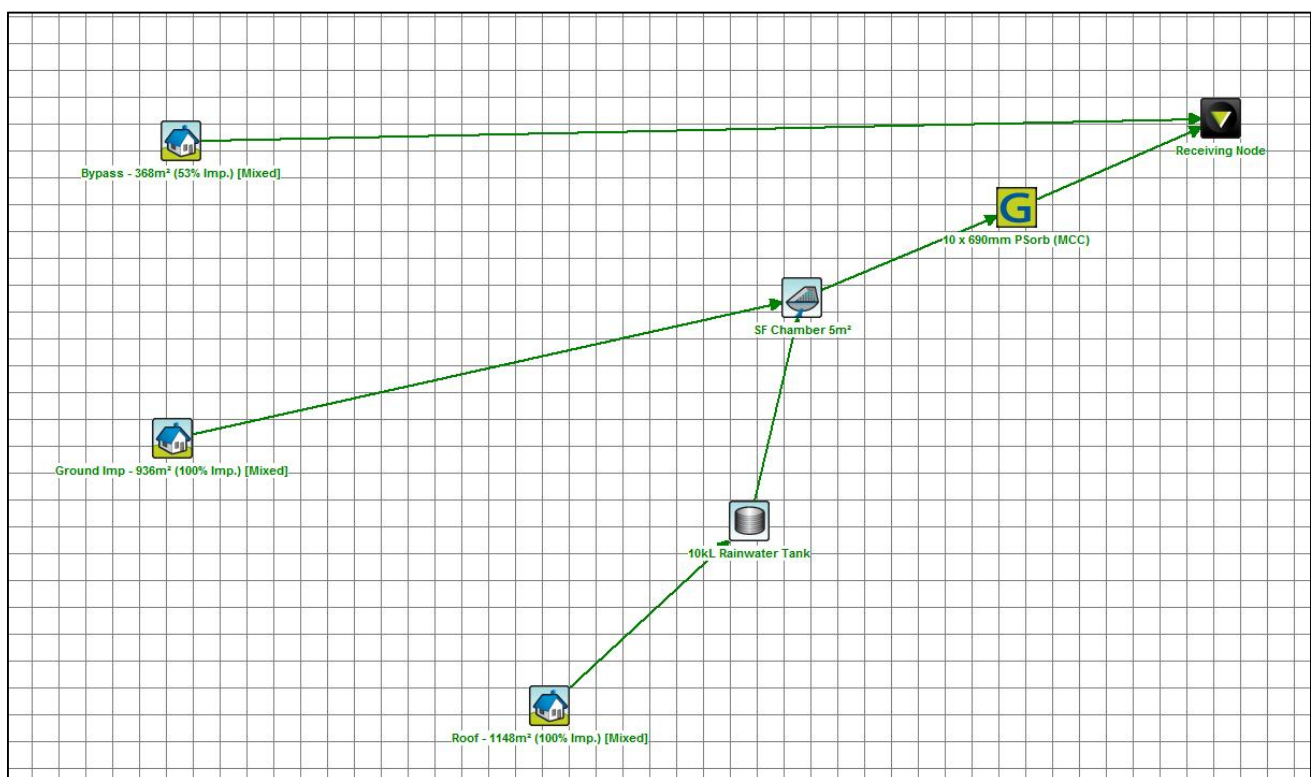 Bypass - 368m² (53% Imp.) [Mixed]
Receiving Node
G
10 x 690mm PSorb (MCC)
SF Chamber 5m²
Ground Imp - 936m² (100% Imp.) [Mixed]
10kL Rainwater Tank
Roof - 1148m² (100% Imp.) [Mixed]